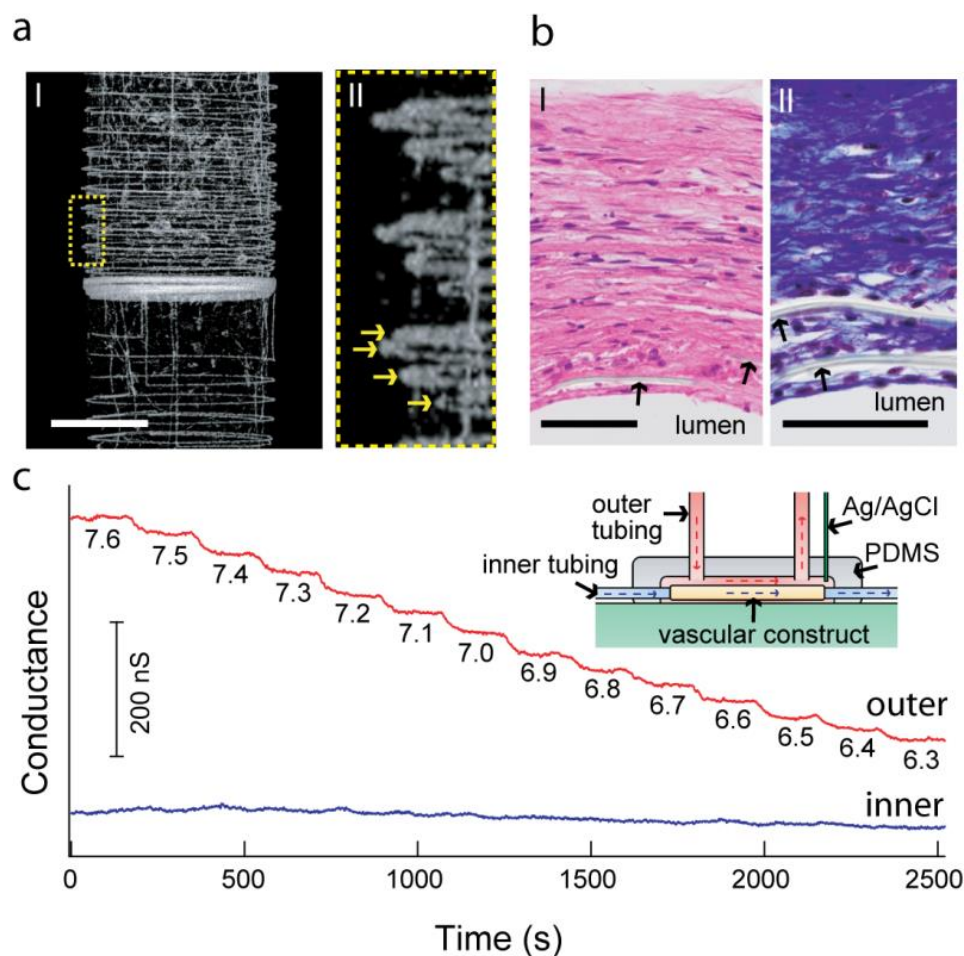 a
I
II
b
I
II
lumen
lumen
c
Conductance
200 nS
7.6
7.5
7.4
7.3
7.2
7.1
7.0
6.9
6.8
6.7
6.6
6.5
6.4
6.3
outer
inner
outer
tubing
Ag/AgCl
PDMS
inner tubing
vascular construct
0
500
1000
1500
2000
2500
Time (s)